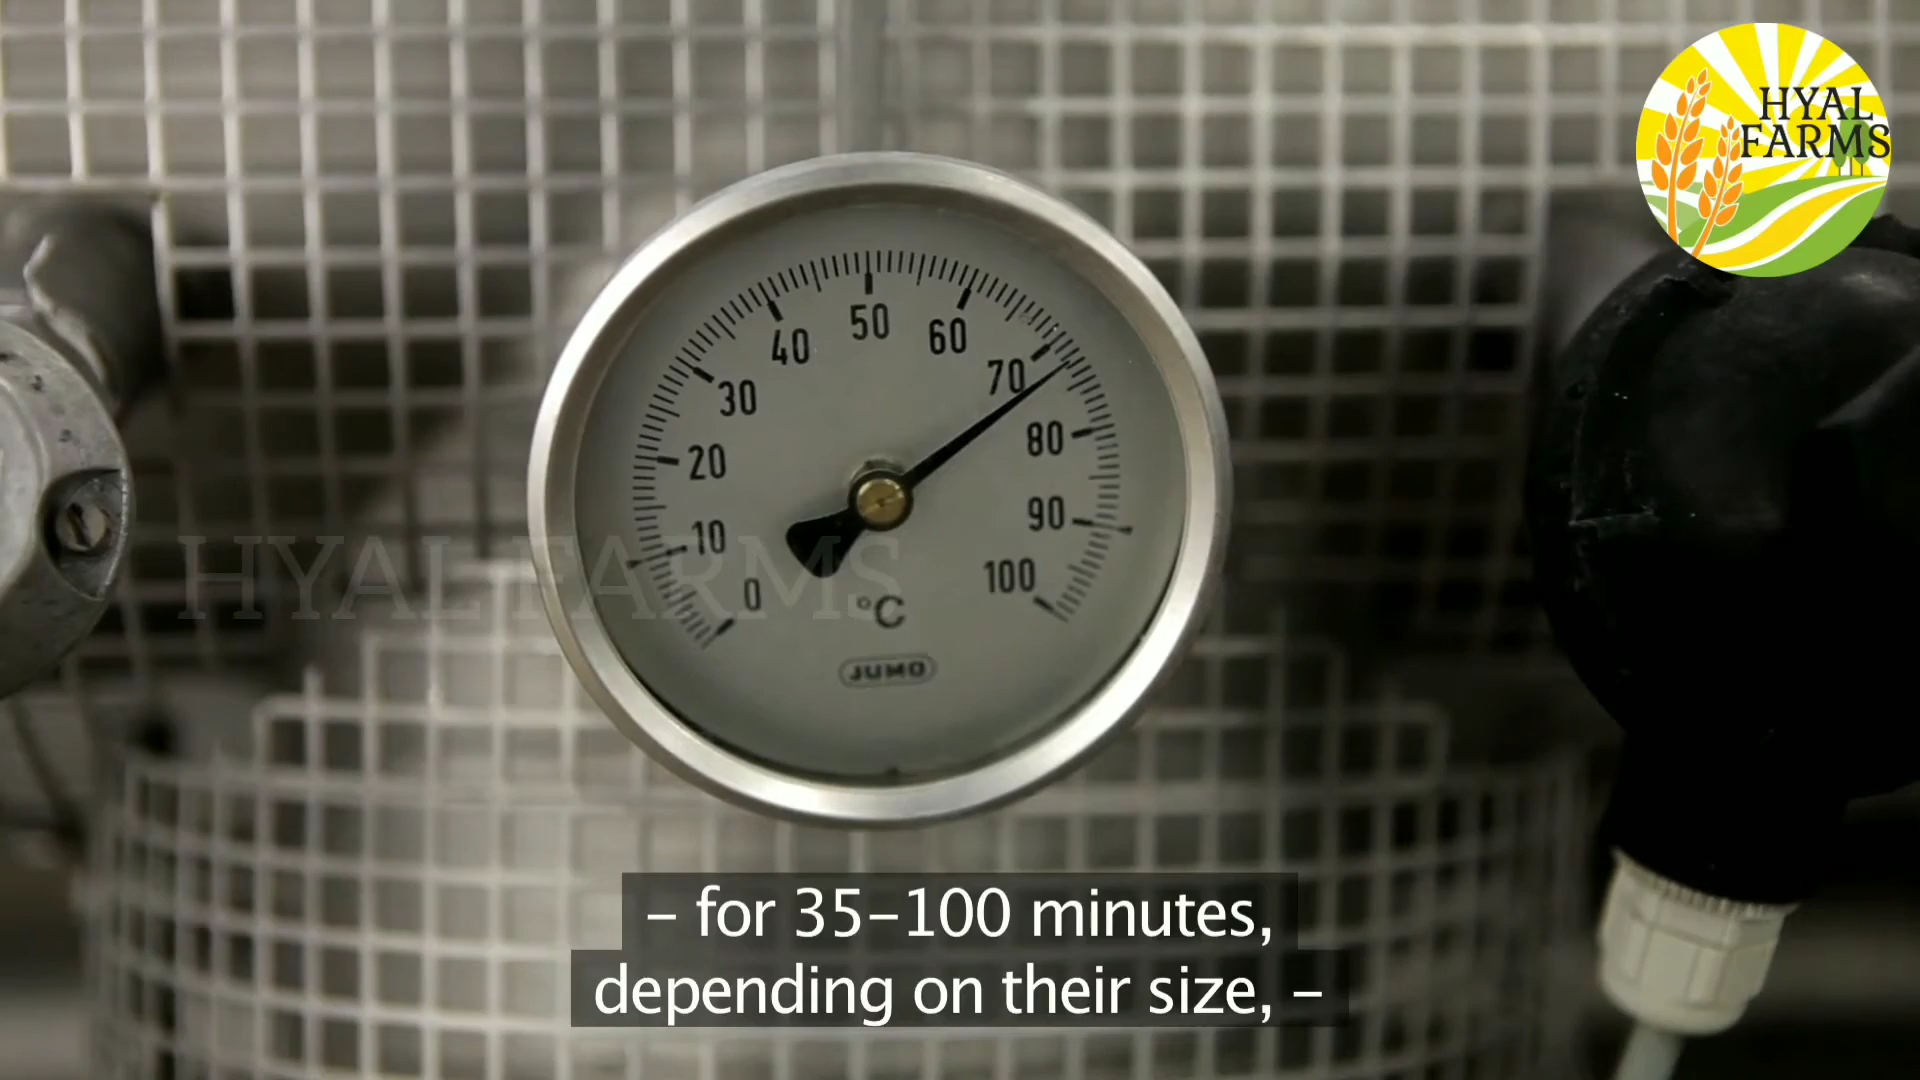 HYAL
FARMS
50
40
60
30
70
20
80
10
90
0
100
°C
JUMO
HYAL FARMS
– for 35–100 minutes,
depending on their size, –